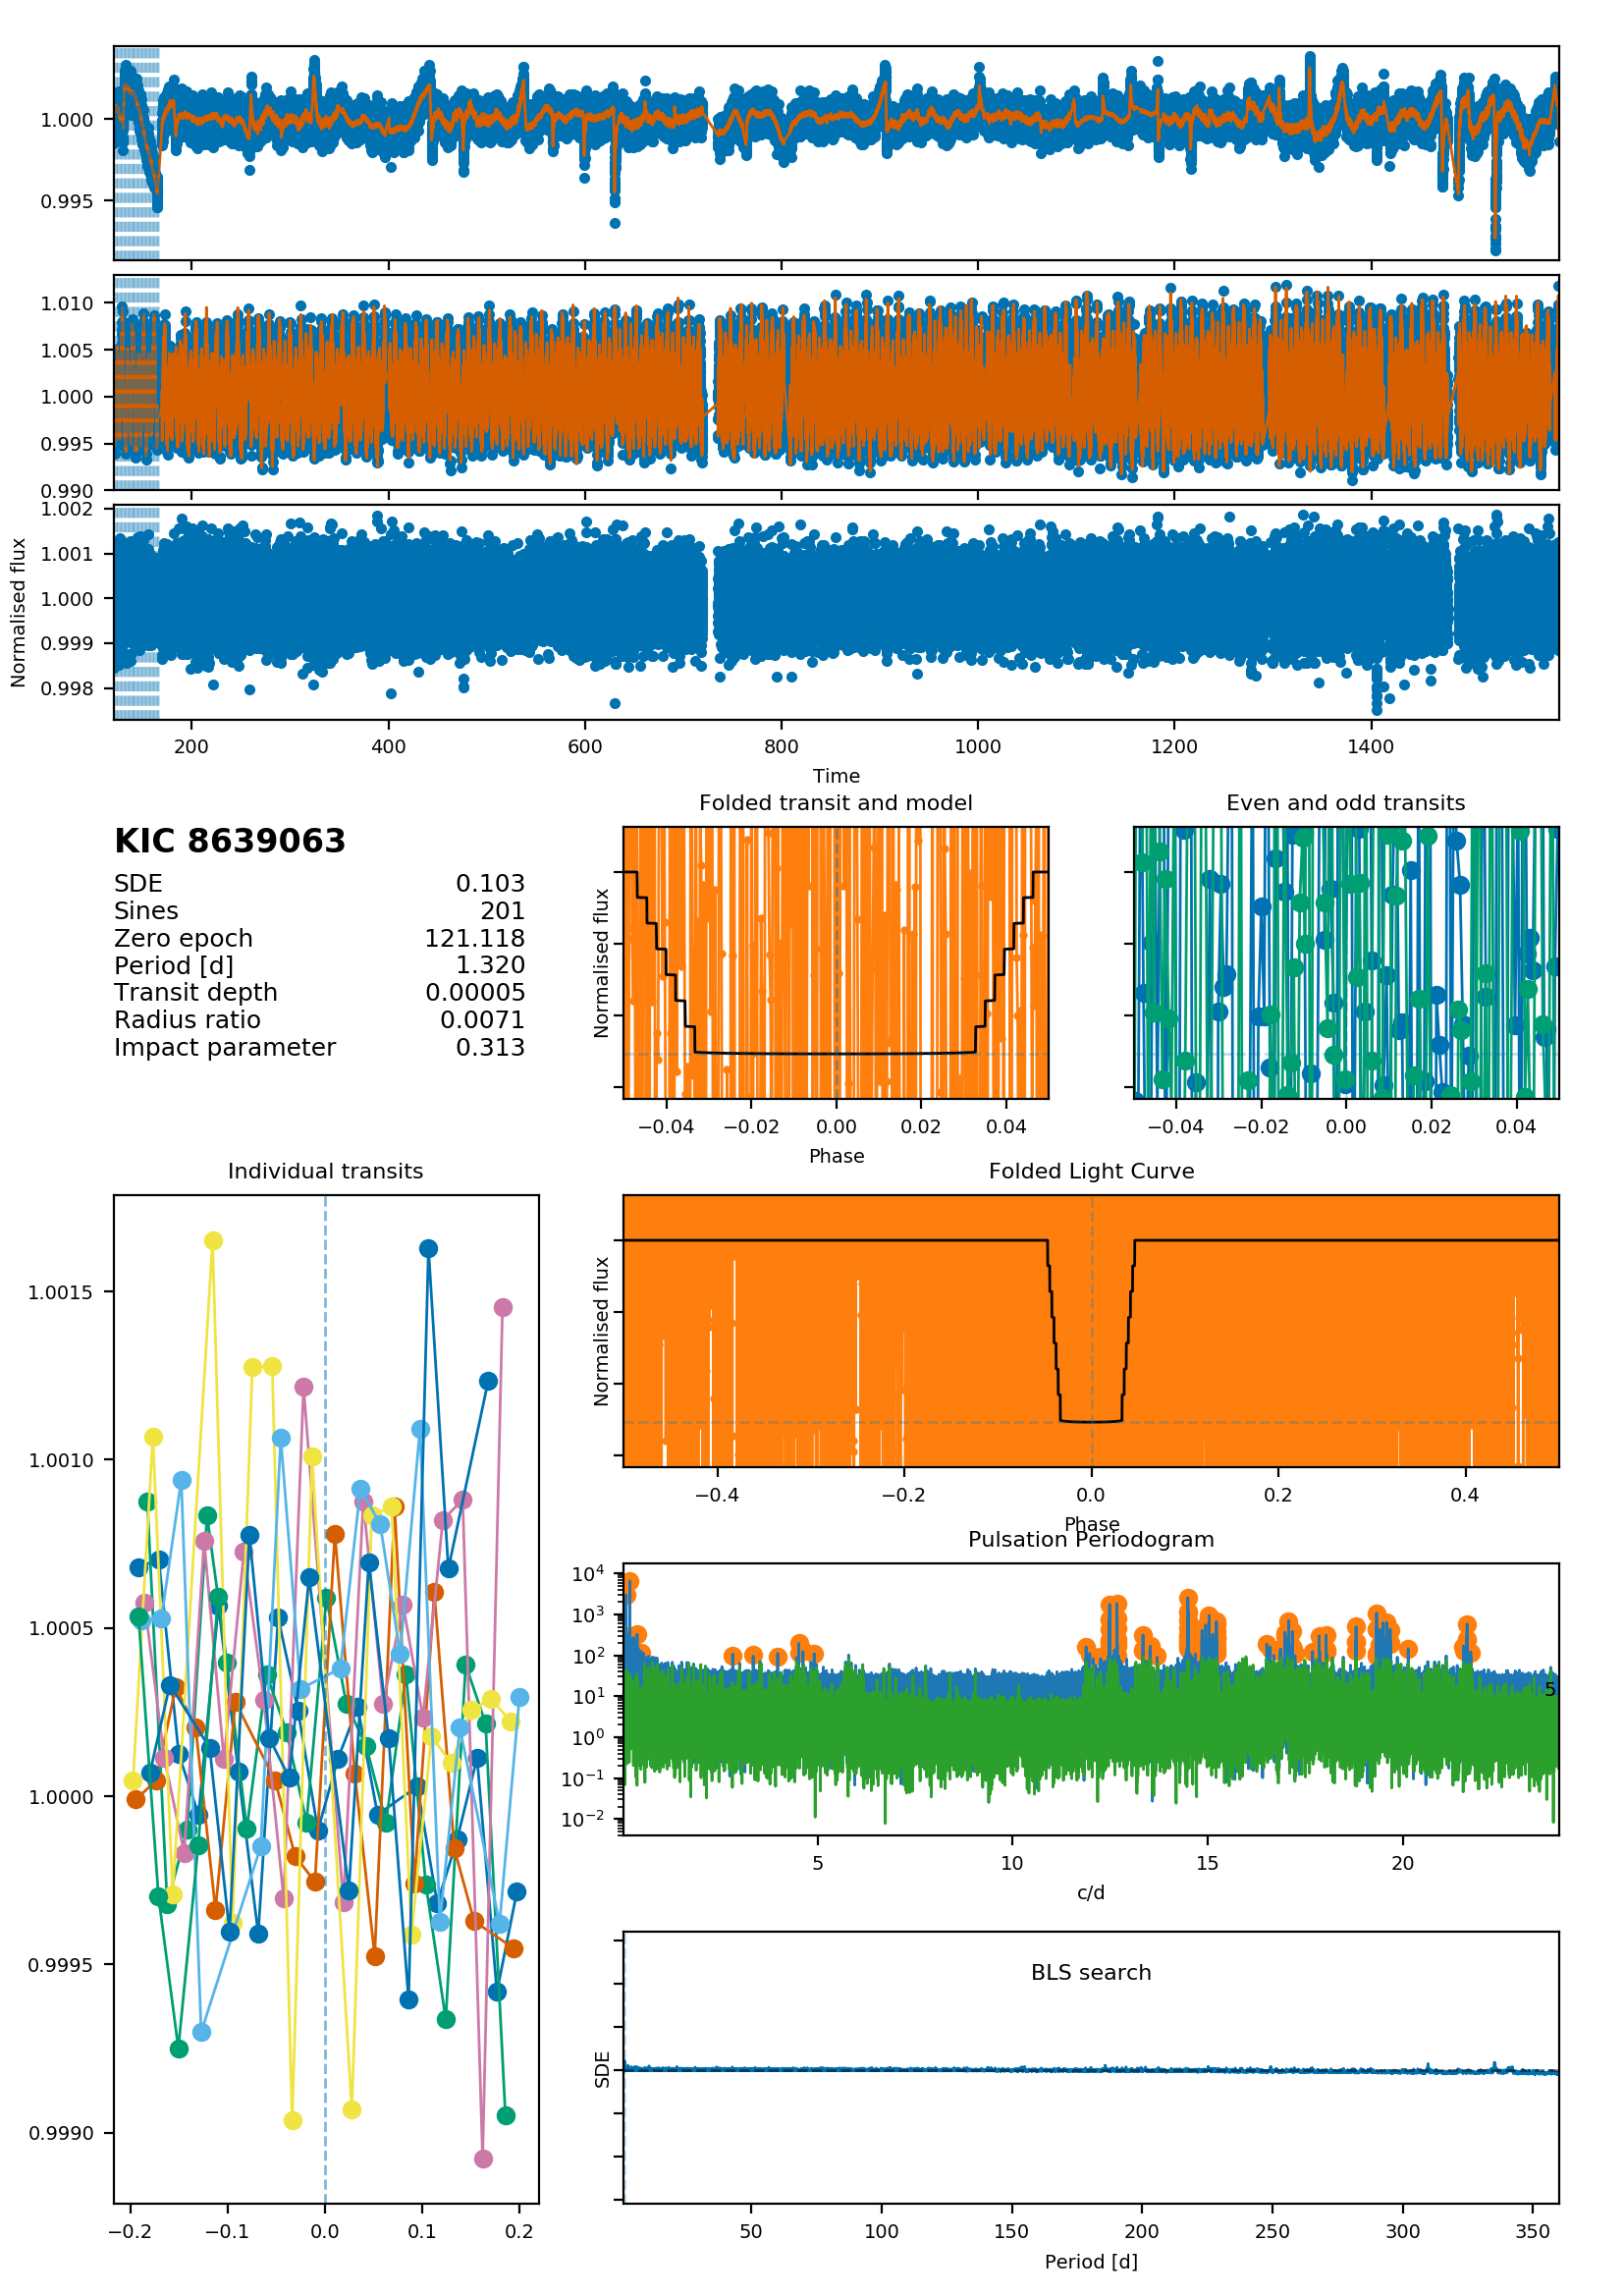 1.000
0.995
1.010
1.005
1.000
0.995
0.990
1.002
1.001
1.000
0.999
0.998
Normalised flux
200 400 600 800 1000 1200 1400
Time
KIC 8639063
SDE 0.103
Sines 201
Zero epoch 121.118
Period [d] 1.320
Transit depth 0.00005
Radius ratio 0.0071
Impact parameter 0.313
Folded transit and model
Normalised flux
−0.04 −0.02 0.00 0.02 0.04
Phase
Even and odd transits
−0.04 −0.02 0.00 0.02 0.04
Individual transits
1.0015
1.0010
1.0005
1.0000
0.9995
0.9990
−0.2 −0.1 0.0 0.1 0.2
Folded Light Curve
Normalised flux
−0.4 −0.2 0.0 0.2 0.4
Phase
Pulsation Periodogram
10⁴
10³
10²
10¹
10⁰
10⁻¹
10⁻²
5
5 10 15 20
c/d
BLS search
SDE
50 100 150 200 250 300 350
Period [d]